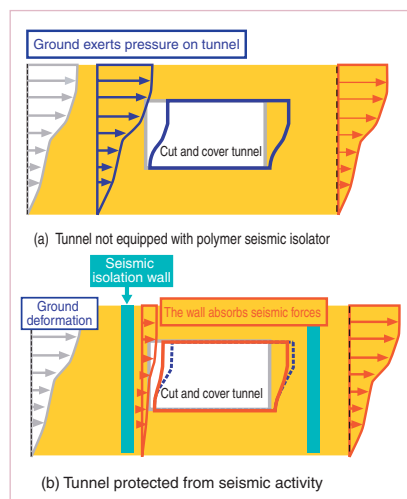 Ground exerts pressure on tunnel
Cut and cover tunnel
(a) Tunnel not equipped with polymer seismic isolator
Seismic
isolation wall
Ground
deformation
The wall absorbs seismic forces
Cut and cover tunnel
(b) Tunnel protected from seismic activity